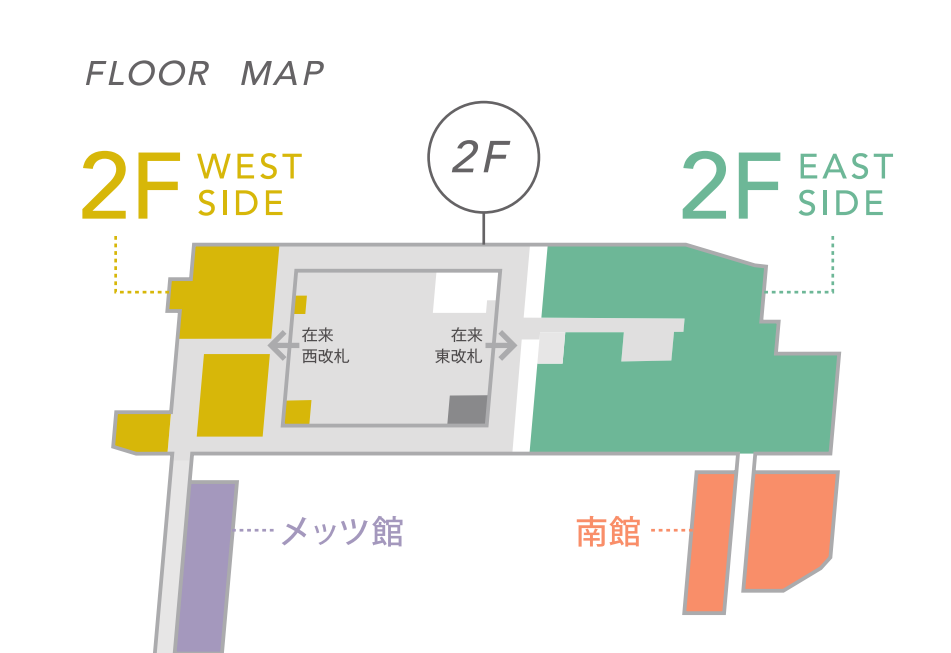 FLOOR MAP
2F
2F WEST SIDE
2F EAST SIDE
在来
西改札
在来
東改札
メッツ館
南館